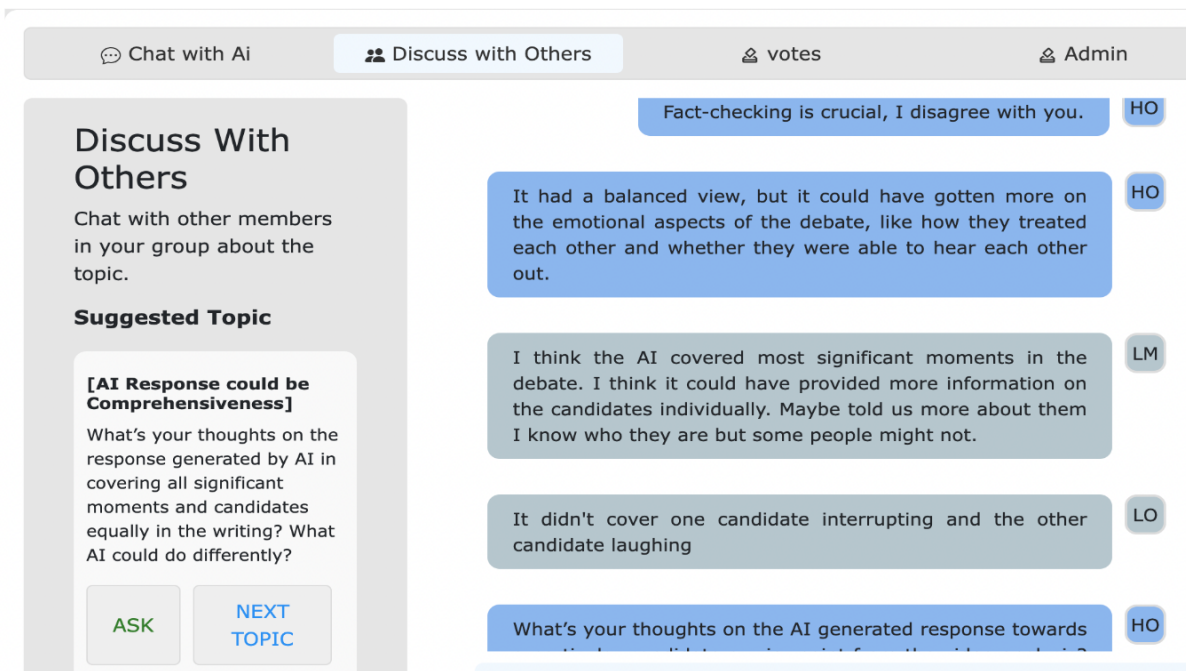 Chat with Ai
Discuss with Others
votes
Admin
Discuss With
Others
Chat with other members
in your group about the
topic.
Suggested Topic
[AI Response could be
Comprehensiveness]
What’s your thoughts on the
response generated by AI in
covering all significant
moments and candidates
equally in the writing? What
AI could do differently?
ASK
NEXT
TOPIC
Fact-checking is crucial, I disagree with you.
HO
It had a balanced view, but it could have gotten more on
the emotional aspects of the debate, like how they treated
each other and whether they were able to hear each other
out.
HO
I think the AI covered most significant moments in the
debate. I think it could have provided more information on
the candidates individually. Maybe told us more about them
I know who they are but some people might not.
LM
It didn't cover one candidate interrupting and the other
candidate laughing
LO
What’s your thoughts on the AI generated response towards
HO